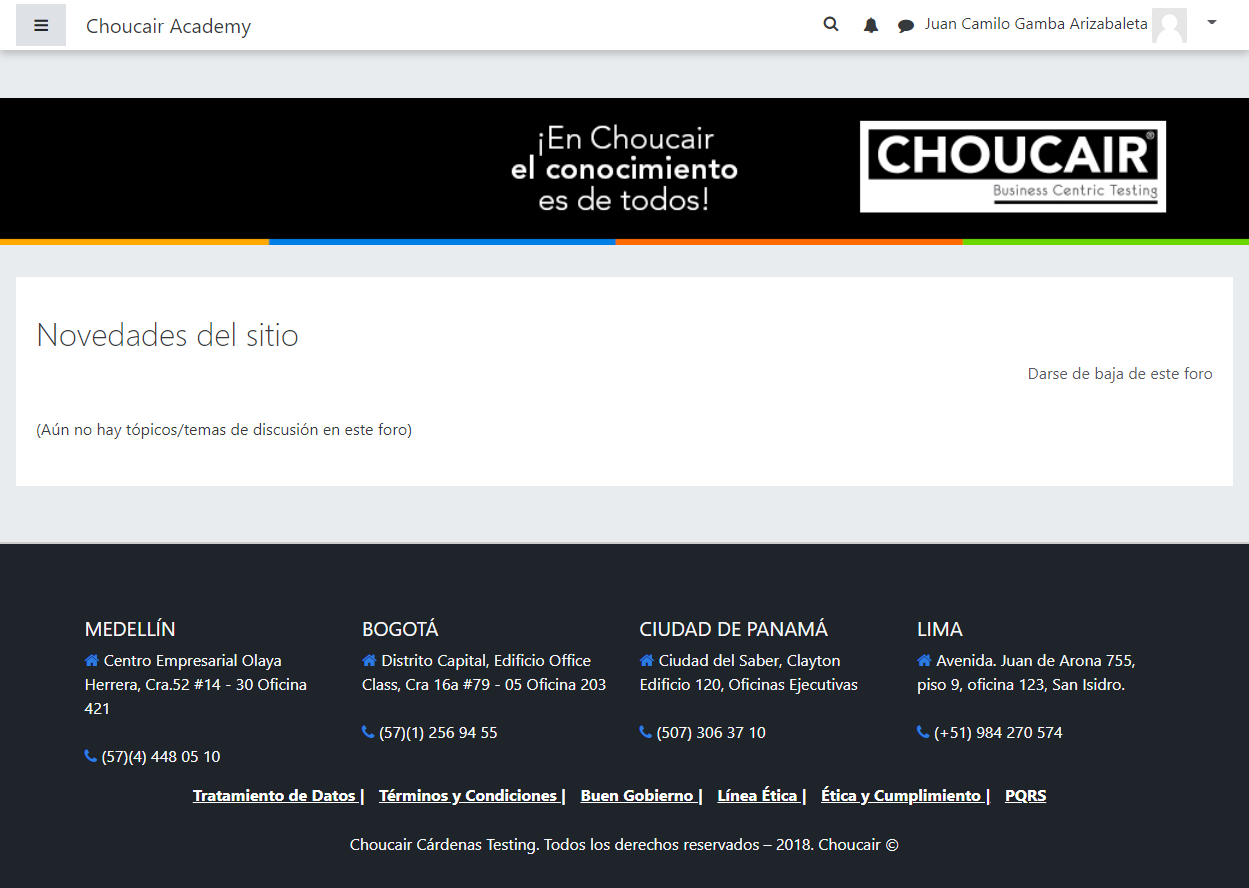 Choucair Academy
Juan Camilo Gamba Arizabaleta
¡En Choucair
el conocimiento
es de todos!
CHOUCAIR®
Business Centric Testing
Novedades del sitio
Darse de baja de este foro
(Aún no hay tópicos/temas de discusión en este foro)
MEDELLÍN
Centro Empresarial Olaya
Herrera, Cra.52 #14 - 30 Oficina
421
(57)(4) 448 05 10
BOGOTÁ
Distrito Capital, Edificio Office
Class, Cra 16a #79 - 05 Oficina 203
(57)(1) 256 94 55
CIUDAD DE PANAMÁ
Ciudad del Saber, Clayton
Edificio 120, Oficinas Ejecutivas
(507) 306 37 10
LIMA
Avenida. Juan de Arona 755,
piso 9, oficina 123, San Isidro.
(+51) 984 270 574
Tratamiento de Datos | Términos y Condiciones | Buen Gobierno | Línea Ética | Ética y Cumplimiento | PQRS
Choucair Cárdenas Testing. Todos los derechos reservados – 2018. Choucair ©